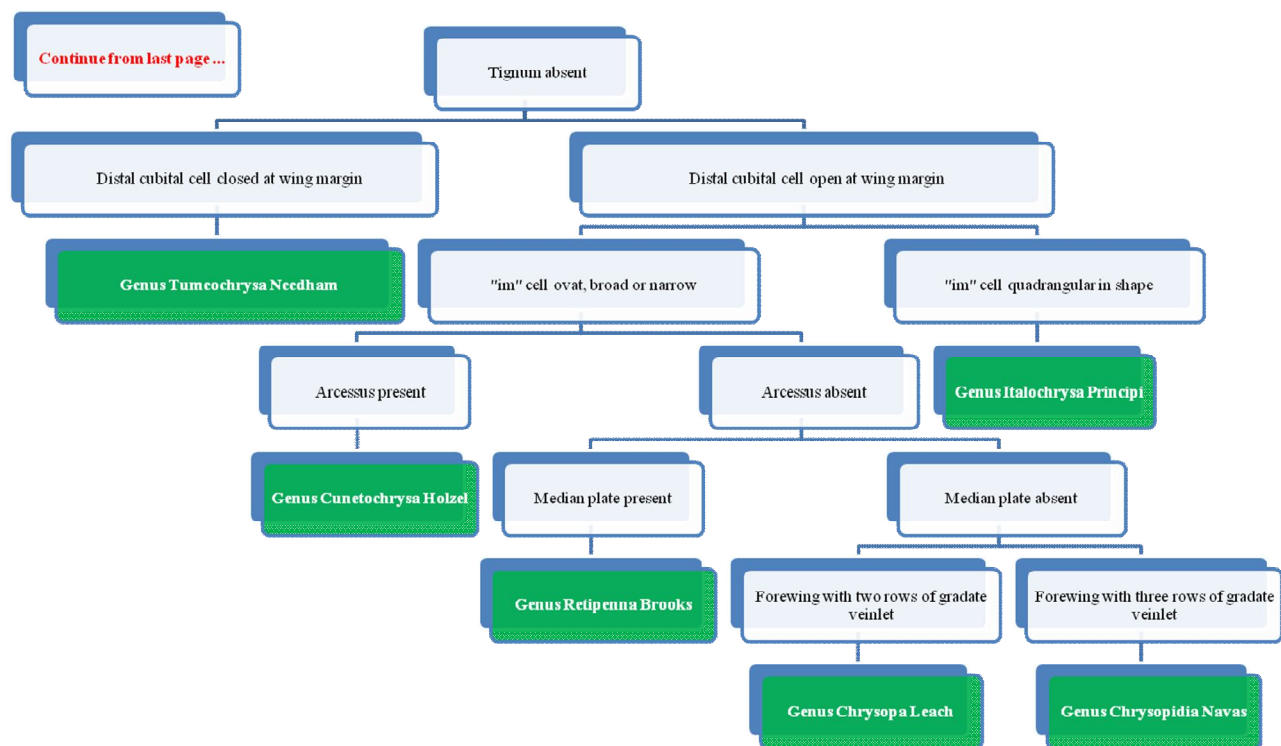 Continue from last page ...
Tignum absent
Distal cubital cell closed at wing margin
Distal cubital cell open at wing margin
Genus Tumeochrysa Needham
"im" cell ovat, broad or narrow
"im" cell quadrangular in shape
Arcessus present
Arcessus absent
Genus Italochrysa Principi
Genus Cunctochrysa Holzel
Median plate present
Median plate absent
Genus Retipenna Brooks
Forewing with two rows of gradate
veinlet
Forewing with three rows of gradate
veinlet
Genus Chrysopa Leach
Genus Chrysopidia Navas